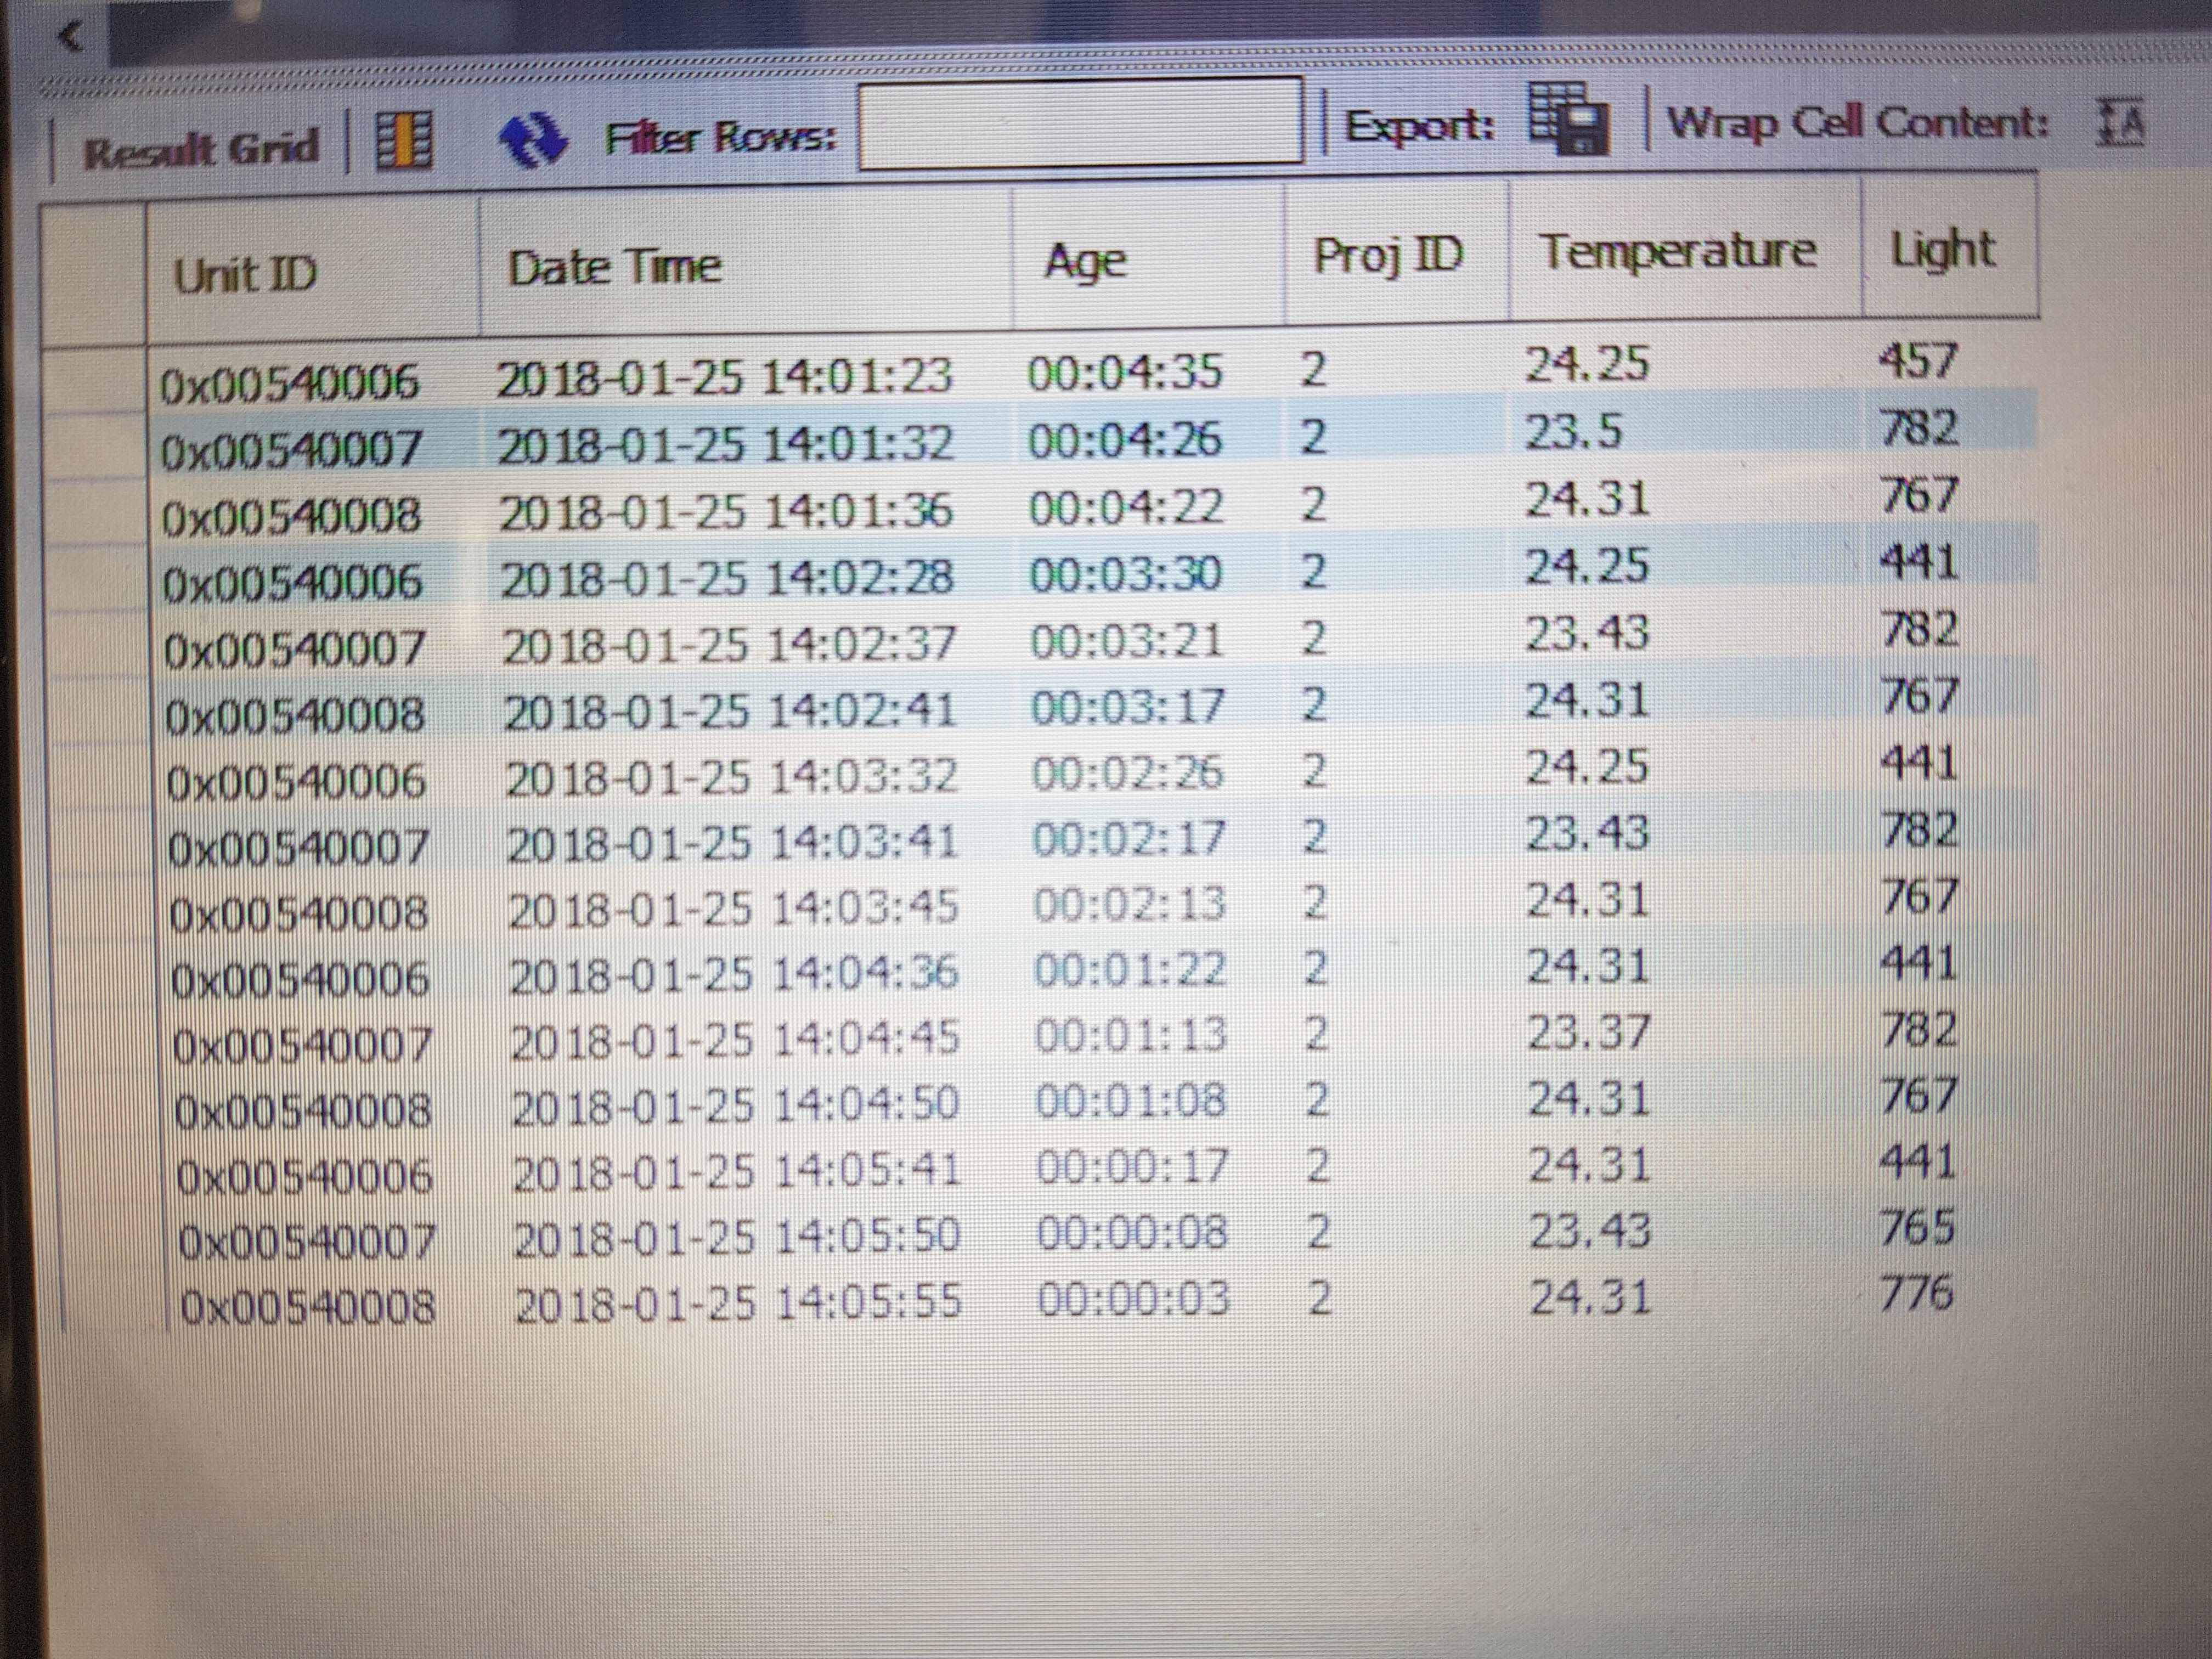 Result Grid Filter Rows: Export: Wrap Cell Content:
Unit ID Date Time Age Proj ID Temperature Light
0x00540006 2018-01-25 14:01:23 00:04:35 2 24.25 457
0x00540007 2018-01-25 14:01:32 00:04:26 2 23.5 782
0x00540008 2018-01-25 14:01:36 00:04:22 2 24.31 767
0x00540006 2018-01-25 14:02:28 00:03:30 2 24.25 441
0x00540007 2018-01-25 14:02:37 00:03:21 2 23.43 782
0x00540008 2018-01-25 14:02:41 00:03:17 2 24.31 767
0x00540006 2018-01-25 14:03:32 00:02:26 2 24.25 441
0x00540007 2018-01-25 14:03:41 00:02:17 2 23.43 782
0x00540008 2018-01-25 14:03:45 00:02:13 2 24.31 767
0x00540006 2018-01-25 14:04:36 00:01:22 2 24.31 441
0x00540007 2018-01-25 14:04:45 00:01:13 2 23.37 782
0x00540008 2018-01-25 14:04:50 00:01:08 2 24.31 767
0x00540006 2018-01-25 14:05:41 00:00:17 2 24.31 441
0x00540007 2018-01-25 14:05:50 00:00:08 2 23.43 765
0x00540008 2018-01-25 14:05:55 00:00:03 2 24.31 776